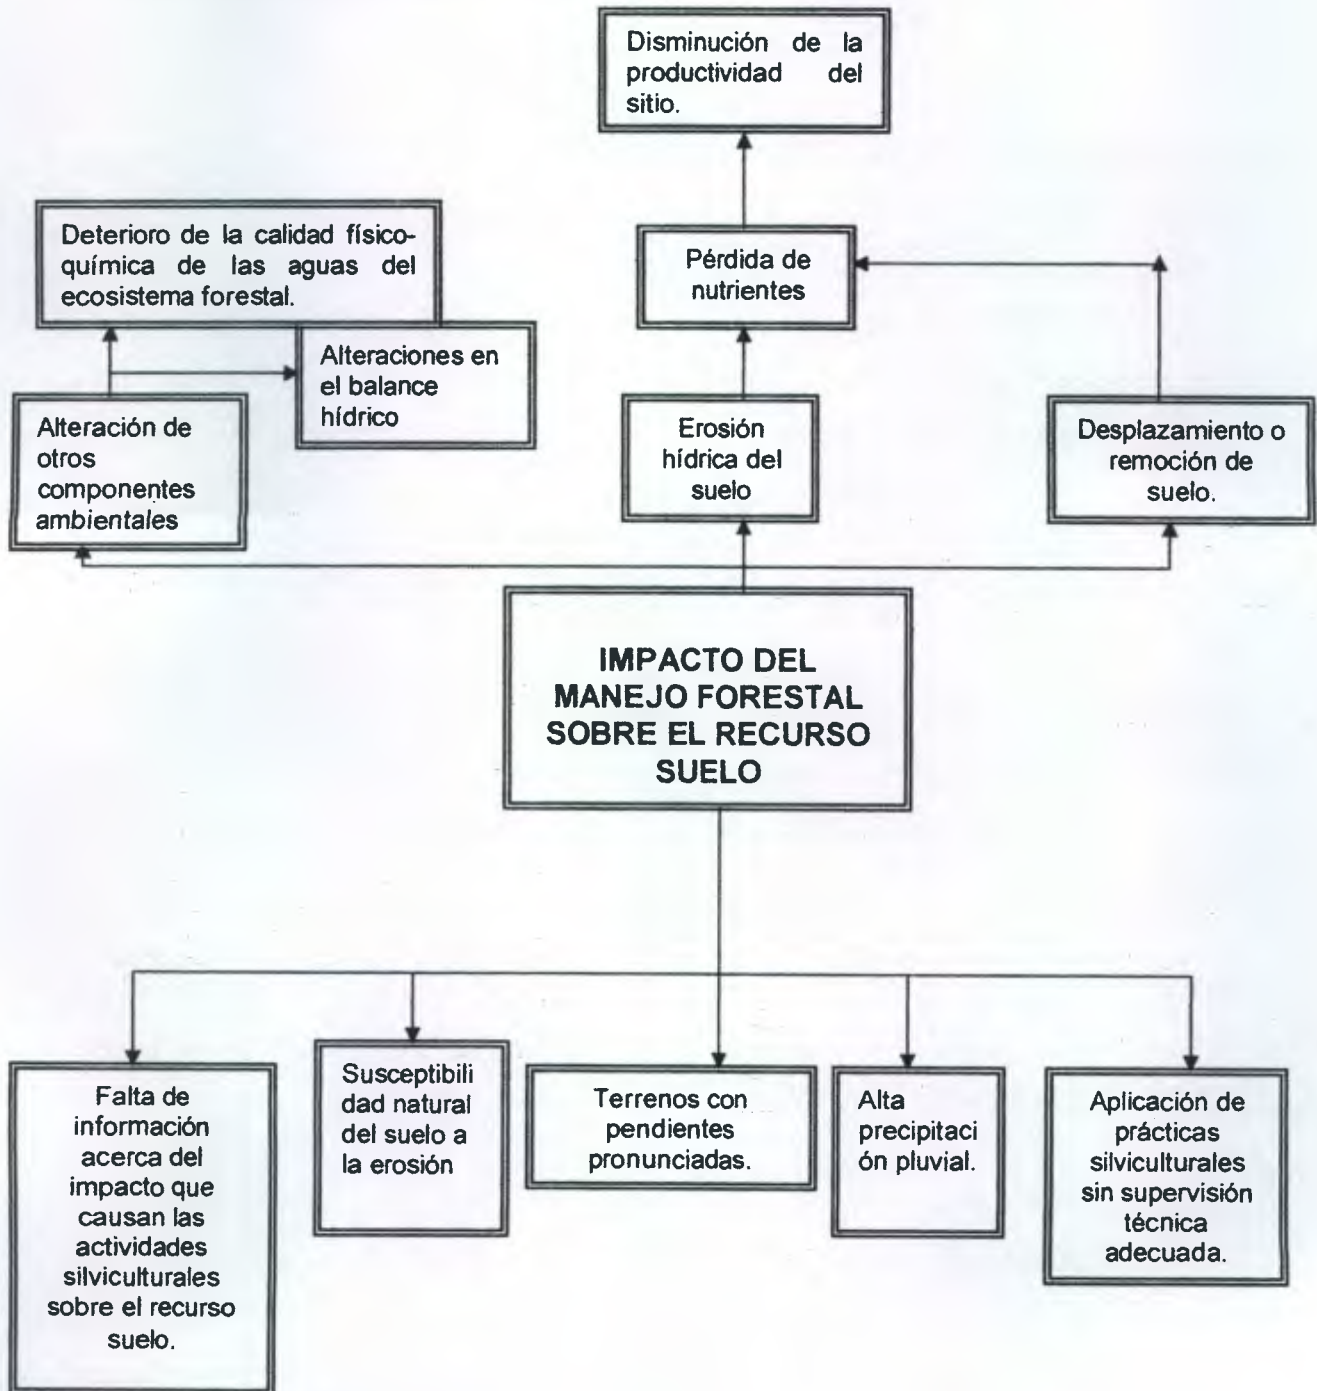 Disminución de la
productividad del
sitio.
Deterioro de la calidad físico-
química de las aguas del
ecosistema forestal.
Pérdida de
nutrientes
Alteraciones en
el balance
hídrico
Alteración de
otros
componentes
ambientales
Erosión
hídrica del
suelo
Desplazamiento o
remoción de
suelo.
IMPACTO DEL
MANEJO FORESTAL
SOBRE EL RECURSO
SUELO
Falta de
información
acerca del
impacto que
causan las
actividades
silviculturales
sobre el recurso
suelo.
Susceptibili
dad natural
del suelo a
la erosión
Terrenos con
pendientes
pronunciadas.
Alta
precipitaci
ón pluvial.
Aplicación de
prácticas
silviculturales
sin supervisión
técnica
adecuada.